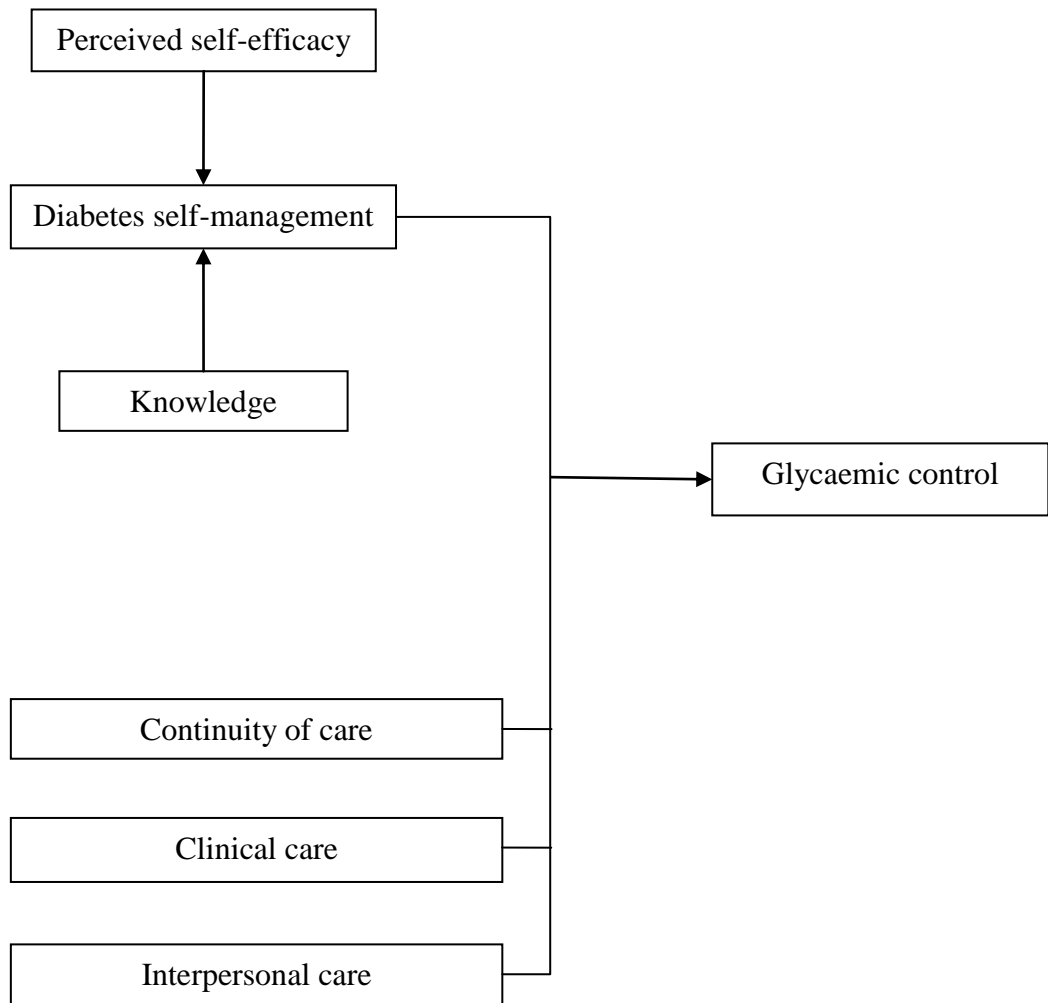 Perceived self-efficacy
Diabetes self-management
Knowledge
Glycaemic control
Continuity of care
Clinical care
Interpersonal care